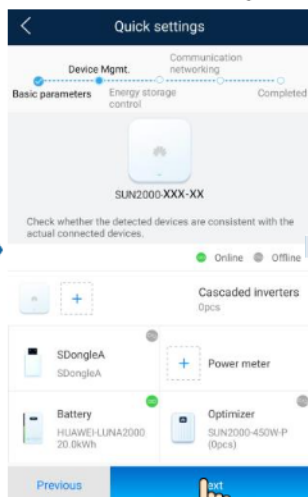 Quick settings
Communication
Device Mgmt. networking
Basic parameters Energy storage Completed
control
SUN2000-XXX-XX
Check whether the detected devices are consistent with the
actual connected devices.
Online Offline
Cascaded inverters
0pcs
SDongleA
SDongleA
Power meter
Battery
HUAWEI-LUNA2000
20.0kWh
Optimizer
SUN2000-450W-P
(0pcs)
Previous